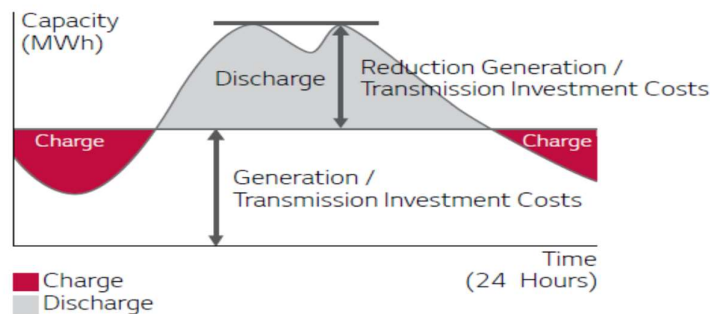 Capacity
(MWh)
Discharge
Reduction Generation /
Transmission Investment Costs
Charge
Charge
Generation /
Transmission Investment Costs
Time
(24 Hours)
Charge
Discharge